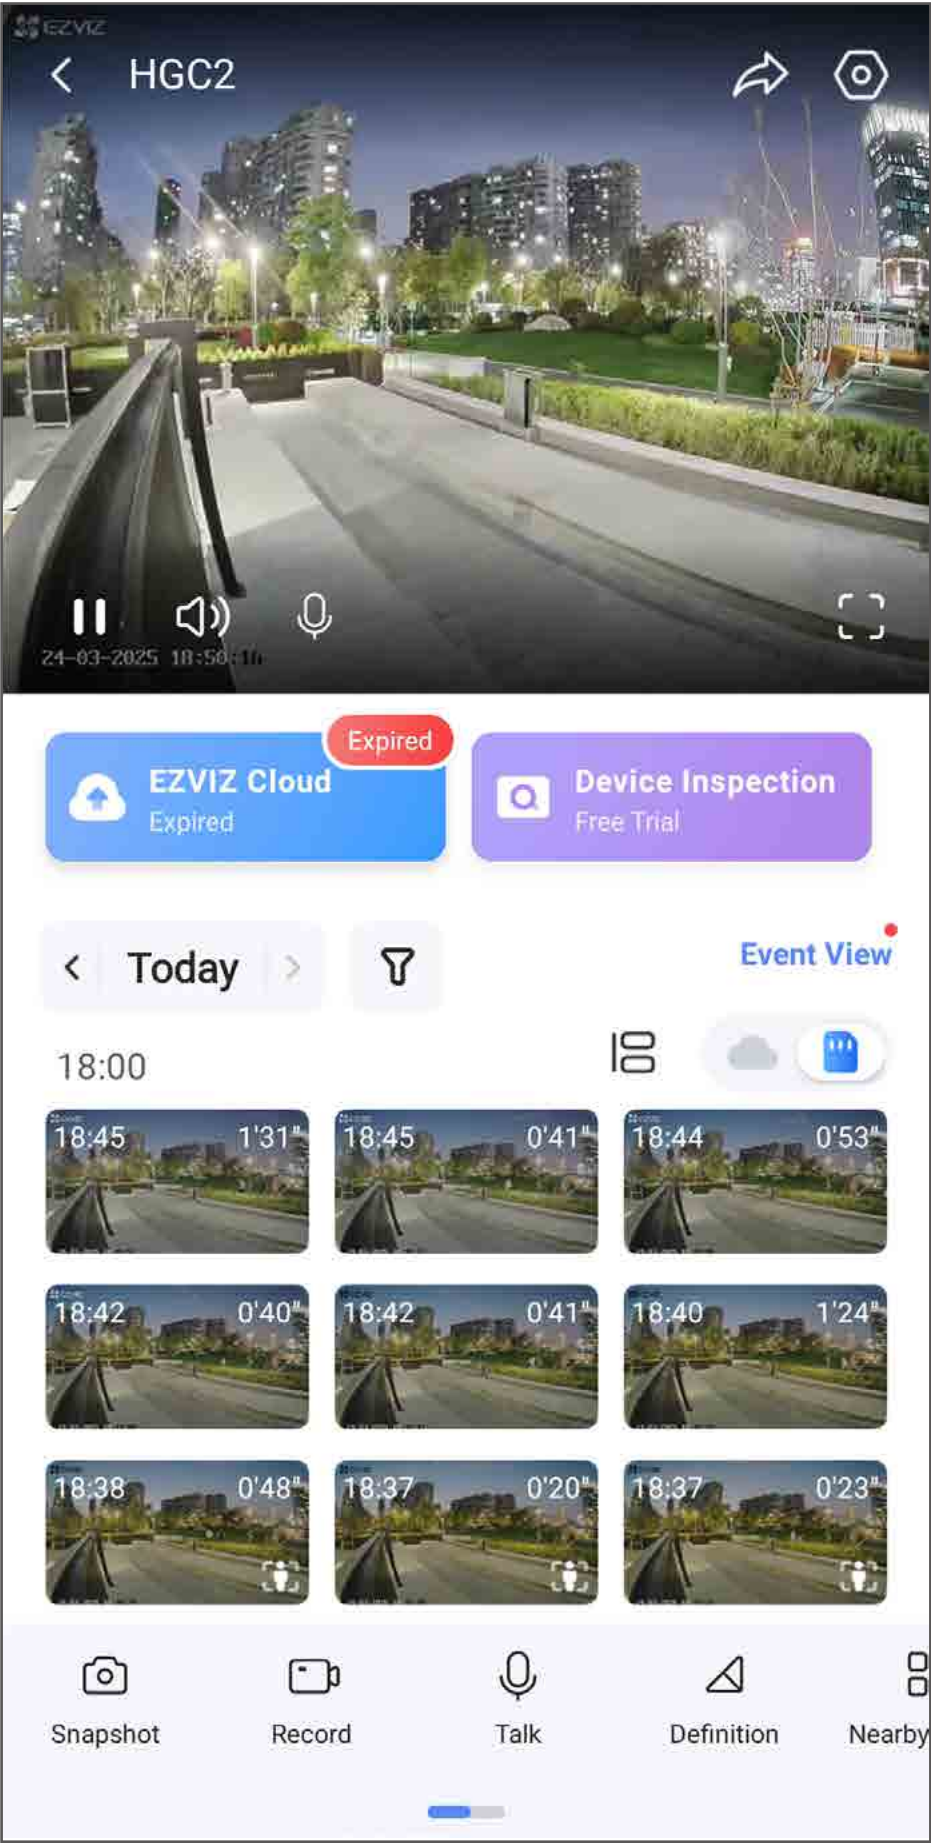 EZVIZ
HGC2
24-03-2025 18:50
Expired
EZVIZ Cloud
Expired
Device Inspection
Free Trial
Today
Event View
18:00
18:45 1'31"
18:45 0'41"
18:44 0'53"
18:42 0'40"
18:42 0'41"
18:40 1'24"
18:38 0'48"
18:37 0'20"
18:37 0'23"
Snapshot
Record
Talk
Definition
Nearby